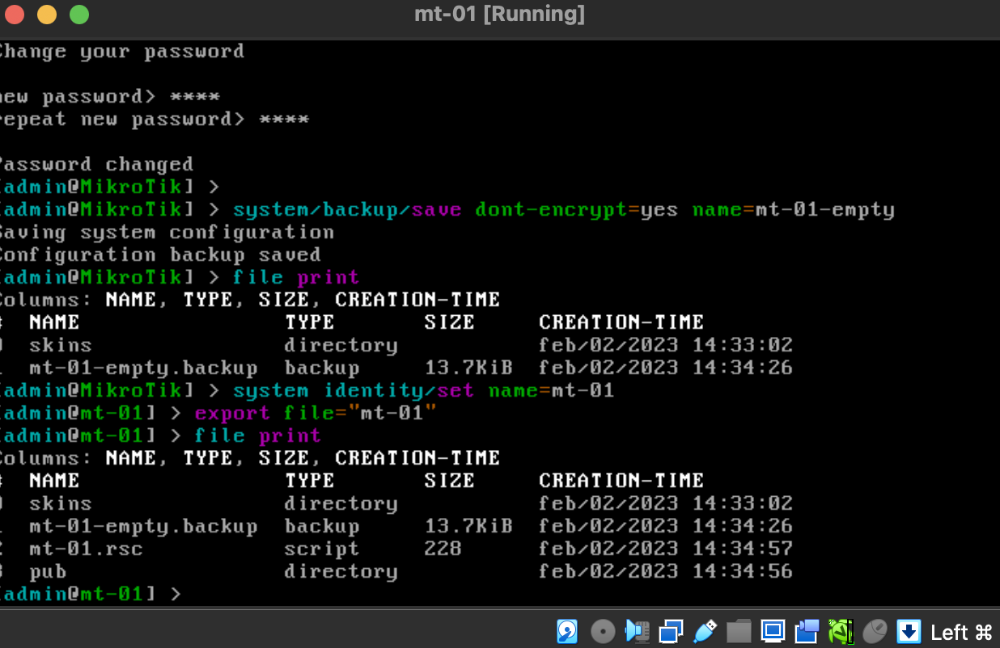 mt-01 [Running]
Change your password
new password> ****
repeat new password> ****
Password changed
[admin@MikroTik] >
[admin@MikroTik] > system/backup/save dont-encrypt=yes name=mt-01-empty
Saving system configuration
Configuration backup saved
[admin@MikroTik] > file print
Columns: NAME, TYPE, SIZE, CREATION-TIME
# NAME TYPE SIZE CREATION-TIME
0 skins directory feb/02/2023 14:33:02
1 mt-01-empty.backup backup 13.7KiB feb/02/2023 14:34:26
[admin@MikroTik] > system identity/set name=mt-01
[admin@mt-01] > export file="mt-01"
[admin@mt-01] > file print
Columns: NAME, TYPE, SIZE, CREATION-TIME
# NAME TYPE SIZE CREATION-TIME
0 skins directory feb/02/2023 14:33:02
1 mt-01-empty.backup backup 13.7KiB feb/02/2023 14:34:26
2 mt-01.rsc script 228 feb/02/2023 14:34:57
3 pub directory feb/02/2023 14:34:56
[admin@mt-01] >
Left ⌘